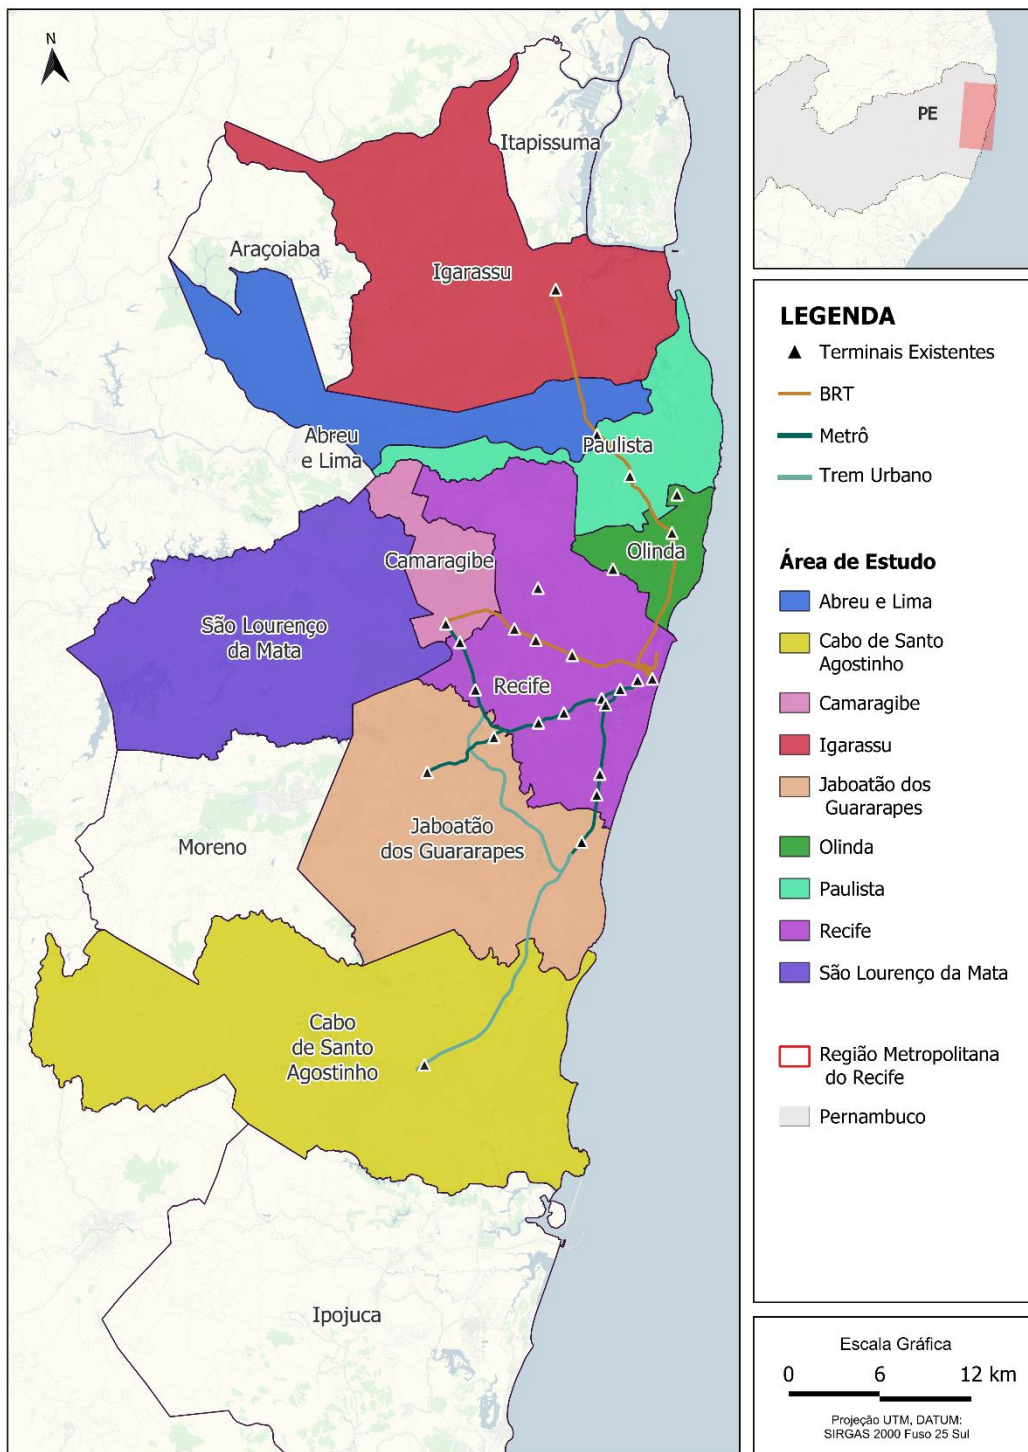 N
Itapissuma
Araçoiaba
Igarassu
Abreu
e Lima
Paulista
Olinda
Camaragibe
São Lourenço
da Mata
Recife
Moreno
Jaboatão
dos Guararapes
Cabo
de Santo
Agostinho
Ipojuca
PE
LEGENDA
Terminais Existentes
BRT
Metrô
Trem Urbano
Área de Estudo
Abreu e Lima
Cabo de Santo
Agostinho
Camaragibe
Igarassu
Jaboatão dos
Guararapes
Olinda
Paulista
Recife
São Lourenço da Mata
Região Metropolitana
do Recife
Pernambuco
Escala Gráfica
0 6 12 km
Projeção UTM, DATUM:
SIRGAS 2000 Fuso 25 Sul